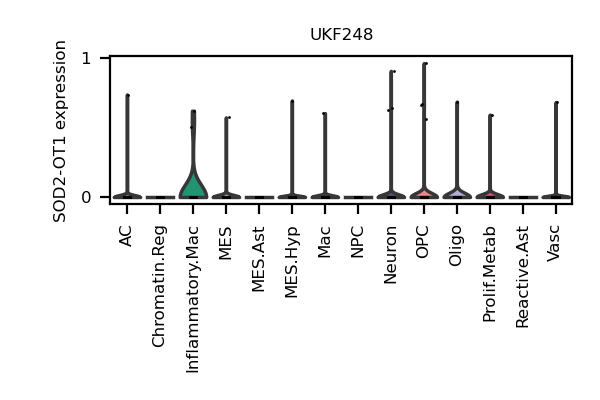 UKF248
SOD2-OT1 expression
1
0
AC
Chromatin.Reg
Inflammatory.Mac
MES
MES.Ast
MES.Hyp
Mac
NPC
Neuron
OPC
Oligo
Prolif.Metab
Reactive.Ast
Vasc